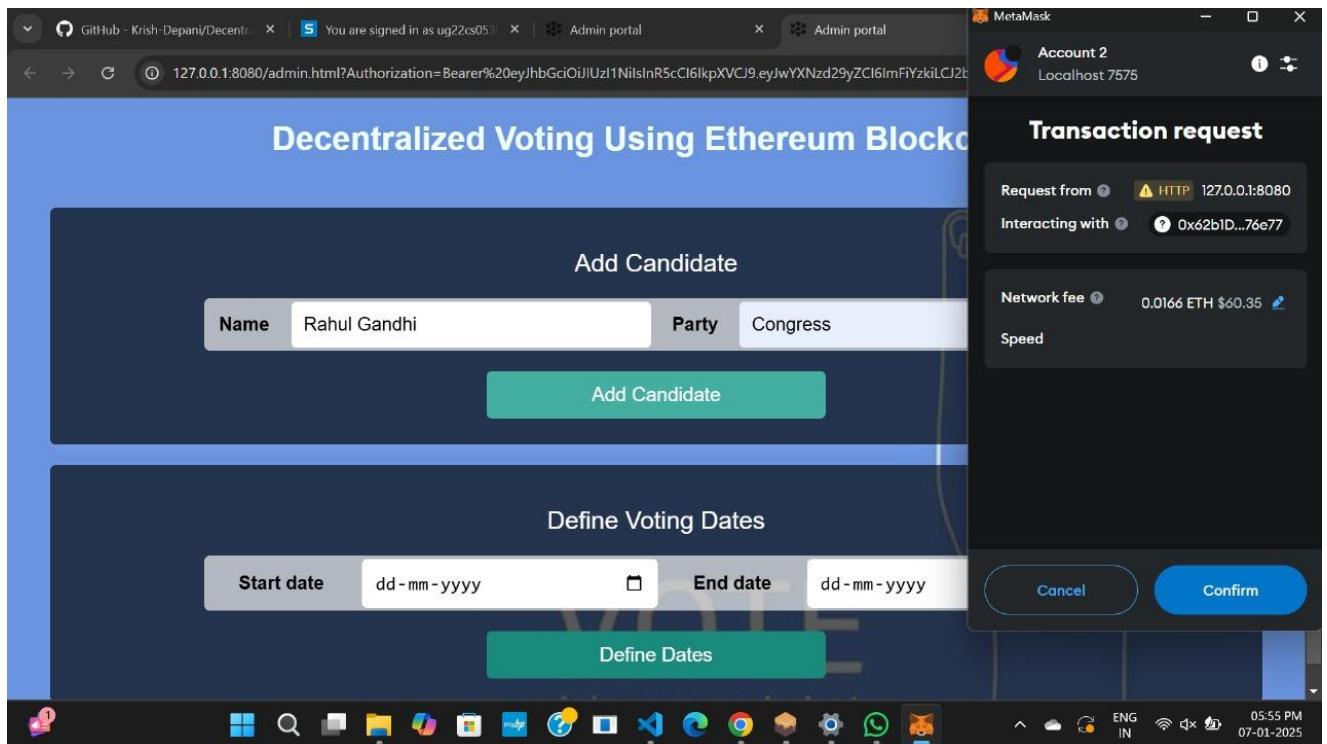 GitHub - Krish-Depani/Decentr
You are signed in as ug22cs053
Admin portal
Admin portal
127.0.0.1:8080/admin.html?Authorization=Bearer%20eyJhbGciOiJIUzI1NiIsInR5cCI6IkpXVCJ9.eyJwYXNzd29yZCI6ImFiYzkiLCJ2b
Decentralized Voting Using Ethereum Blockc
Add Candidate
Name Rahul Gandhi Party Congress
Add Candidate
Define Voting Dates
Start date dd-mm-yyyy End date dd-mm-yyyy
VOTE
Define Dates
MetaMask
Account 2
Localhost 7575
Transaction request
Request from HTTP 127.0.0.1:8080
Interacting with 0x62b1D...76e77
Network fee 0.0166 ETH $60.35
Speed
Cancel Confirm
1
ENG
IN
05:55 PM
07-01-2025